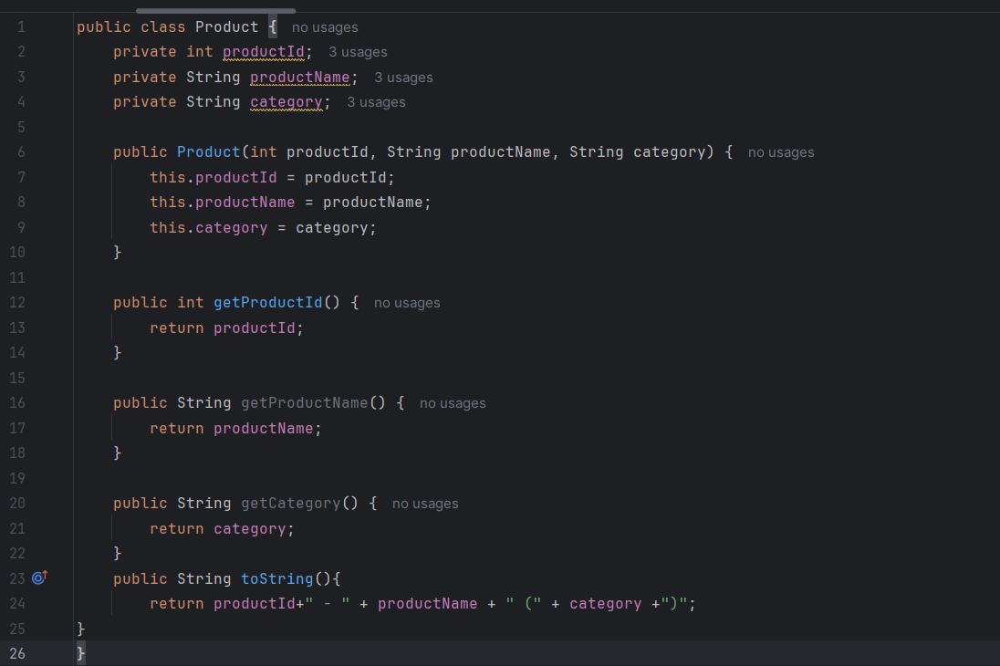 1 public class Product { no usages
2     private int productId; 3 usages
3     private String productName; 3 usages
4     private String category; 3 usages
5
6     public Product(int productId, String productName, String category) { no usages
7         this.productId = productId;
8         this.productName = productName;
9         this.category = category;
10     }
11
12     public int getProductId() { no usages
13         return productId;
14     }
15
16     public String getProductName() { no usages
17         return productName;
18     }
19
20     public String getCategory() { no usages
21         return category;
22     }
23     public String toString(){
24         return productId+" - " + productName + " (" + category +")";
25 }
26 }